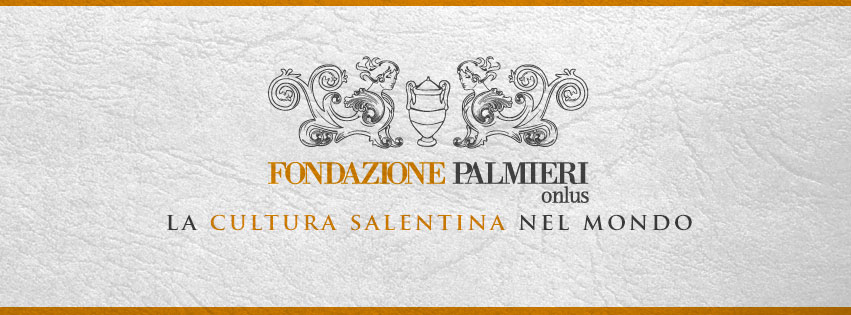 FONDAZIONE PALMIERI
onlus
LA CULTURA SALENTINA NEL MONDO